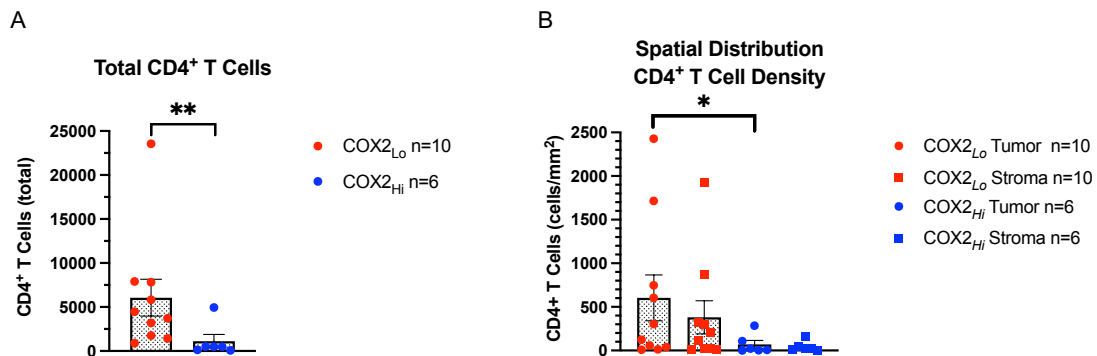 A
Total CD4+ T Cells
**
CD4+ T Cells (total)
25000
20000
15000
10000
5000
0
COX2Lo n=10
COX2Hi n=6
B
Spatial Distribution
CD4+ T Cell Density
*
CD4+ T Cells (cells/mm2)
2500
2000
1500
1000
500
0
COX2Lo Tumor n=10
COX2Lo Stroma n=10
COX2Hi Tumor n=6
COX2Hi Stroma n=6